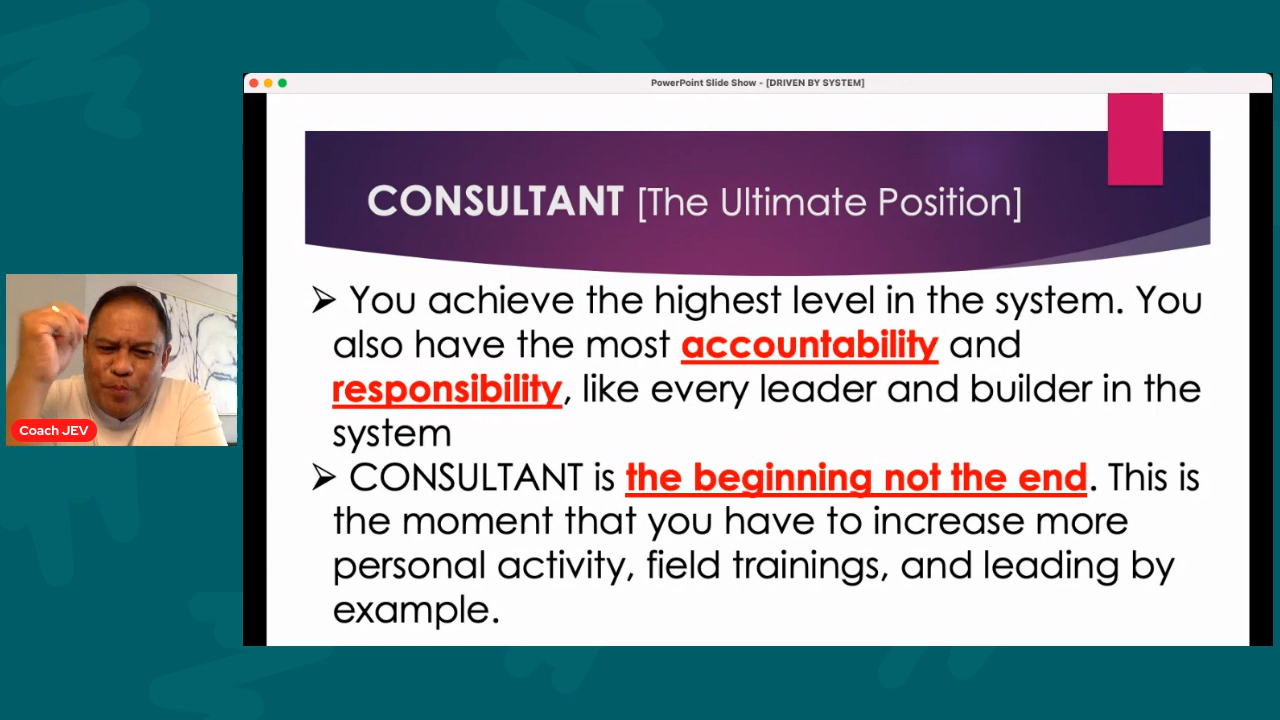 PowerPoint Slide Show - [DRIVEN BY SYSTEM]
CONSULTANT [The Ultimate Position]
➢ You achieve the highest level in the system. You
also have the most accountability and
responsibility, like every leader and builder in the
system
➢ CONSULTANT is the beginning not the end. This is
the moment that you have to increase more
personal activity, field trainings, and leading by
example.
Coach JEV